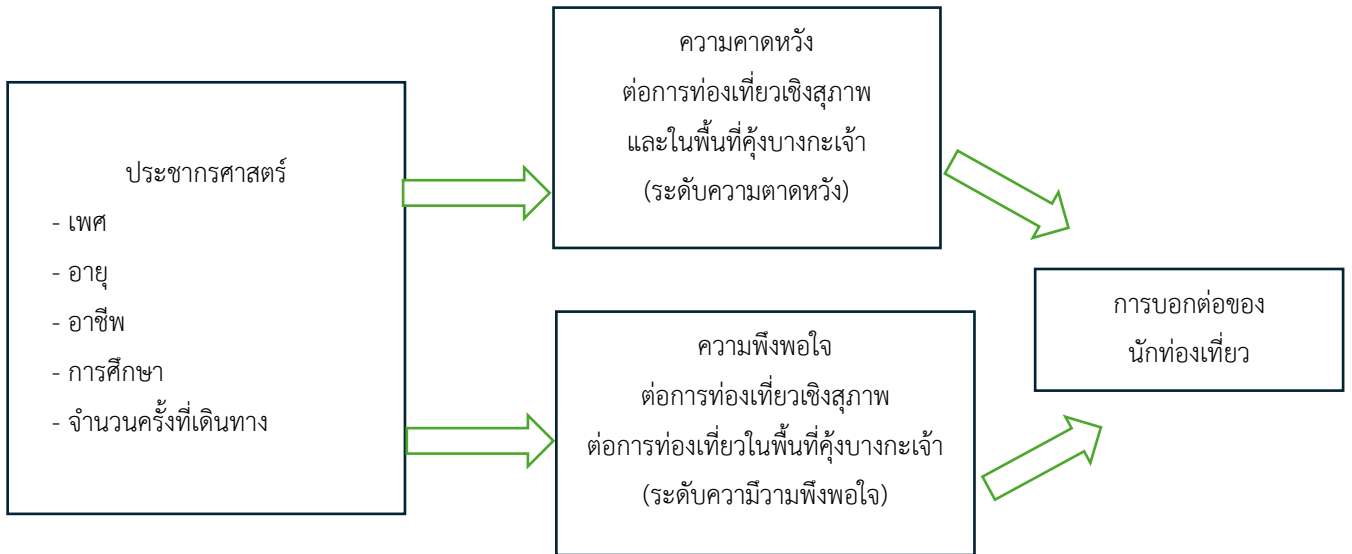 ประชากรศาสตร์
- เพศ
- อายุ
- อาชีพ
- การศึกษา
- จำนวนครั้งที่เดินทาง
ความคาดหวัง
ต่อการท่องเที่ยวเชิงสุภาพ
และในพื้นที่คุ้งบางกะเจ้า
(ระดับความตาดหวัง)
ความพึงพอใจ
ต่อการท่องเที่ยวเชิงสุภาพ
ต่อการท่องเที่ยวในพื้นที่คุ้งบางกะเจ้า
(ระดับความึวามพึงพอใจ)
การบอกต่อของ
นักท่องเที่ยว